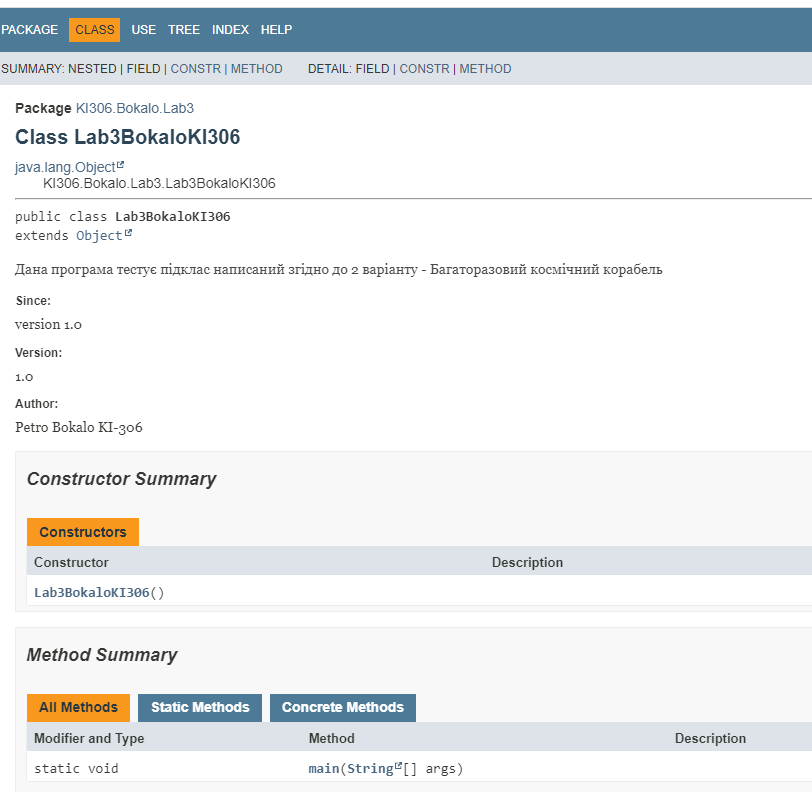 PACKAGE CLASS USE TREE INDEX HELP
SUMMARY: NESTED | FIELD | CONSTR | METHOD DETAIL: FIELD | CONSTR | METHOD
Package KI306.Bokalo.Lab3
Class Lab3BokaloKI306
java.lang.Object
KI306.Bokalo.Lab3.Lab3BokaloKI306
public class Lab3BokaloKI306
extends Object
Дана програма тестує підклас написаний згідно до 2 варіанту - Багаторазовий космічний корабель
Since:
version 1.0
Version:
1.0
Author:
Petro Bokalo KI-306
Constructor Summary
Constructors
Constructor Description
Lab3BokaloKI306()
Method Summary
All Methods Static Methods Concrete Methods
Modifier and Type Method Description
static void main(String[] args)